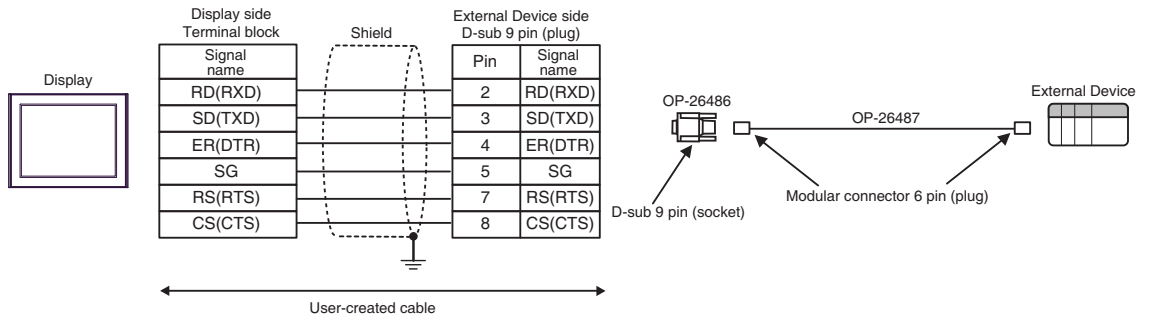 Display
Display side
Terminal block
Shield
External Device side
D-sub 9 pin (plug)
Signal
name
Pin
Signal
name
RD(RXD)
2
RD(RXD)
SD(TXD)
3
SD(TXD)
ER(DTR)
4
ER(DTR)
SG
5
SG
RS(RTS)
7
RS(RTS)
CS(CTS)
8
CS(CTS)
User-created cable
OP-26486
D-sub 9 pin (socket)
OP-26487
Modular connector 6 pin (plug)
External Device